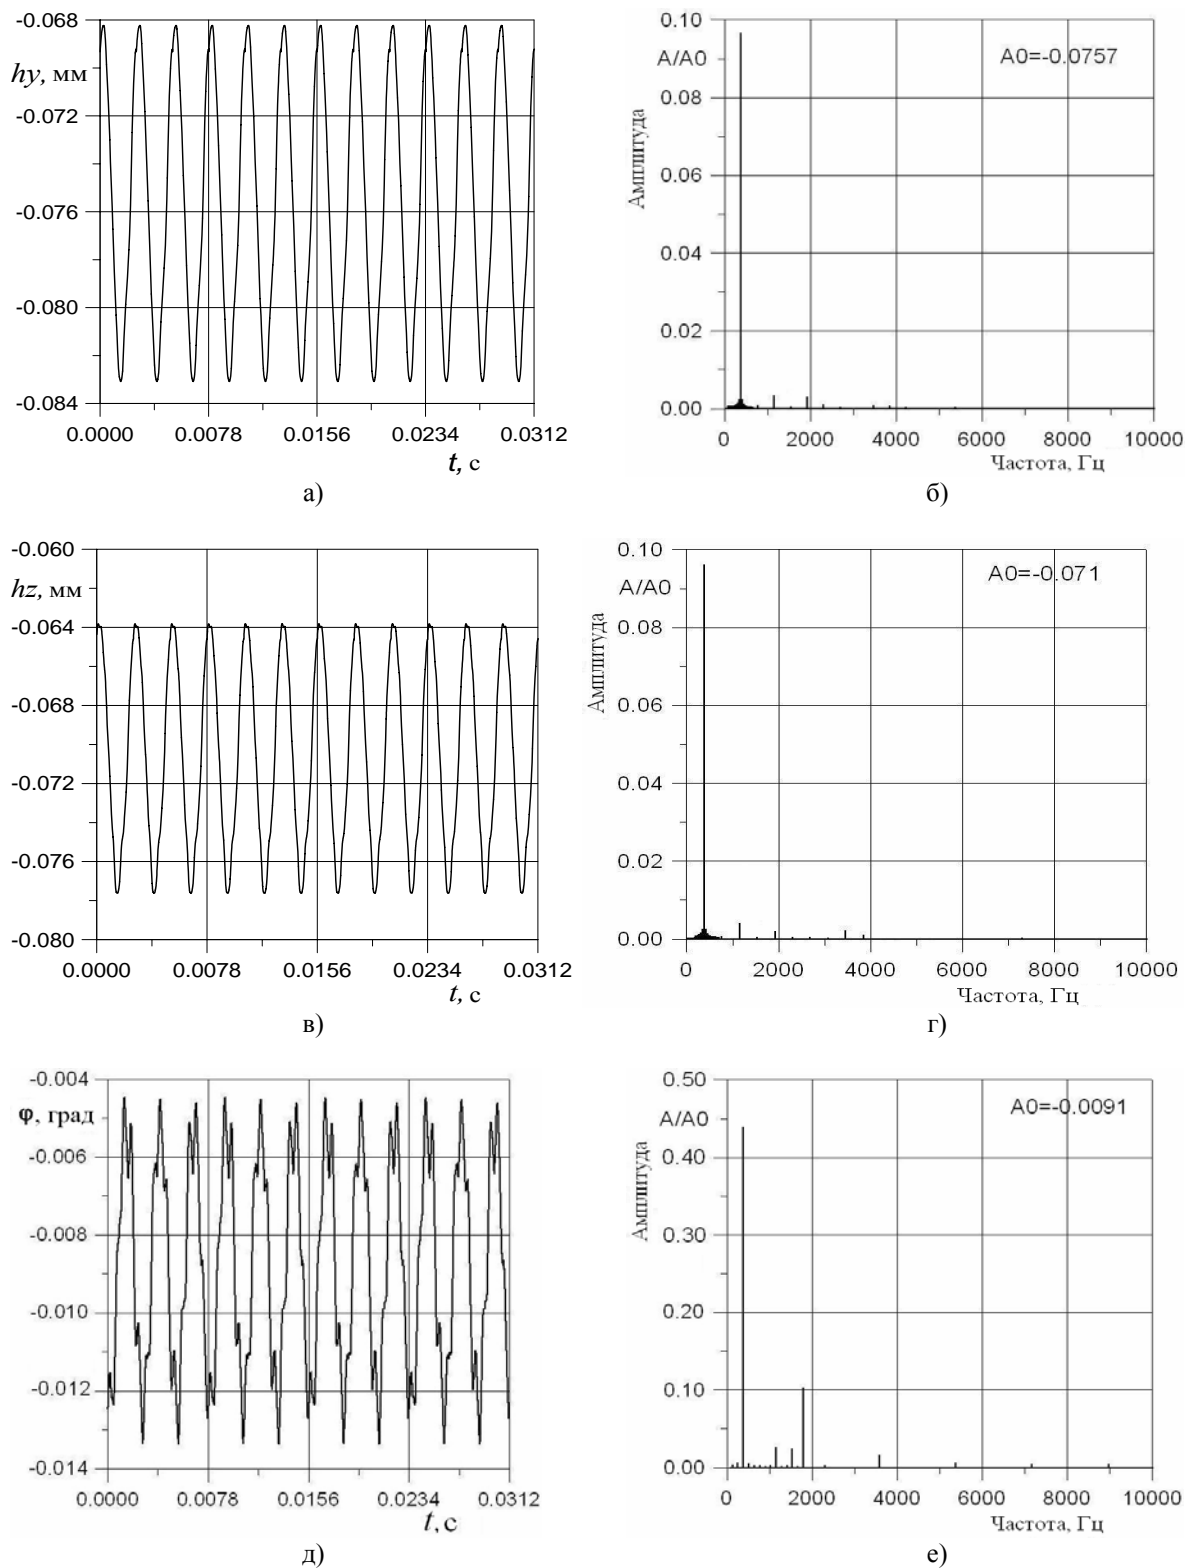 -0.068
hy, мм
-0.072
-0.076
-0.080
-0.084
0.0000 0.0078 0.0156 0.0234 0.0312
t, с
а)
0.10
A/A0
A0=-0.0757
0.08
0.06
0.04
0.02
0.00
Амплитуда
0 2000 4000 6000 8000 10000
Частота, Гц
б)
-0.060
hz, мм
-0.064
-0.068
-0.072
-0.076
-0.080
0.0000 0.0078 0.0156 0.0234 0.0312
t, с
в)
0.10
A/A0
A0=-0.071
0.08
0.06
0.04
0.02
0.00
Амплитуда
0 2000 4000 6000 8000 10000
Частота, Гц
г)
-0.004
φ, град
-0.006
-0.008
-0.010
-0.012
-0.014
0.0000 0.0078 0.0156 0.0234 0.0312
t, с
д)
0.50
A/A0
A0=-0.0091
0.40
0.30
0.20
0.10
0.00
Амплитуда
0 2000 4000 6000 8000 10000
Частота, Гц
е)